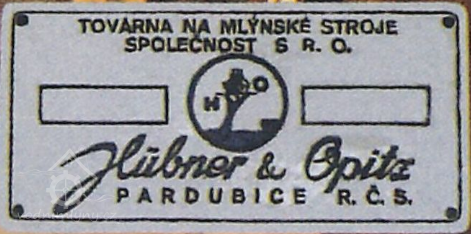 TOVÁRNA NA MLÝNSKÉ STROJE
SPOLEČNOST S R. O.
H O
Hübner & Opitz
PARDUBICE R. Č. S.